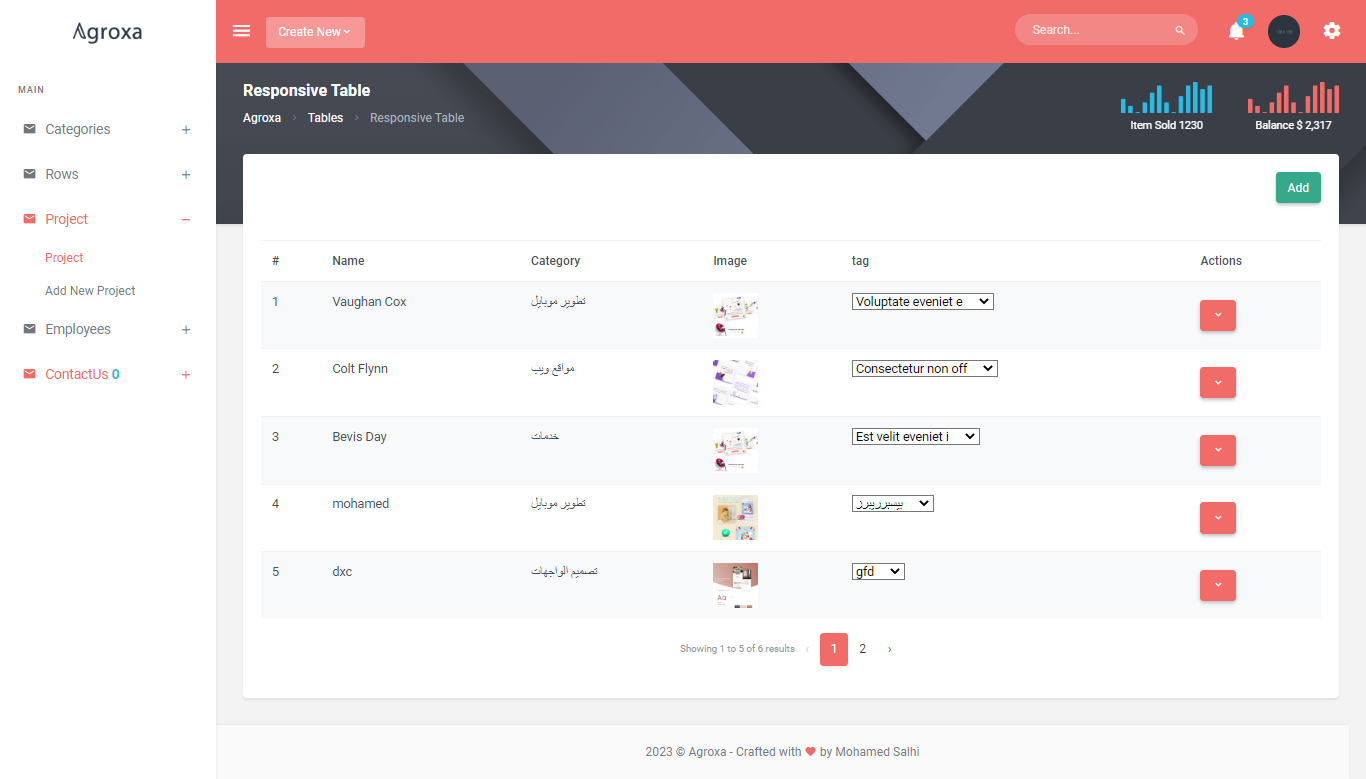 Agroxa
Create New
Search...
3
MAIN
Categories
Rows
Project
Project
Add New Project
Employees
ContactUs 0
Responsive Table
Agroxa Tables Responsive Table
Item Sold 1230
Balance $ 2,317
Add
# Name Category Image tag Actions
1 Vaughan Cox تطوير موبايل Voluptate eveniet e
2 Colt Flynn مواقع ويب Consectetur non off
3 Bevis Day خدمات Est velit eveniet i
4 mohamed تطوير موبايل
5 dxc تصميم الواجهات Aa gfd
Showing 1 to 5 of 6 results ‹ 1 2 ›
2023 © Agroxa - Crafted with ❤ by Mohamed Salhi